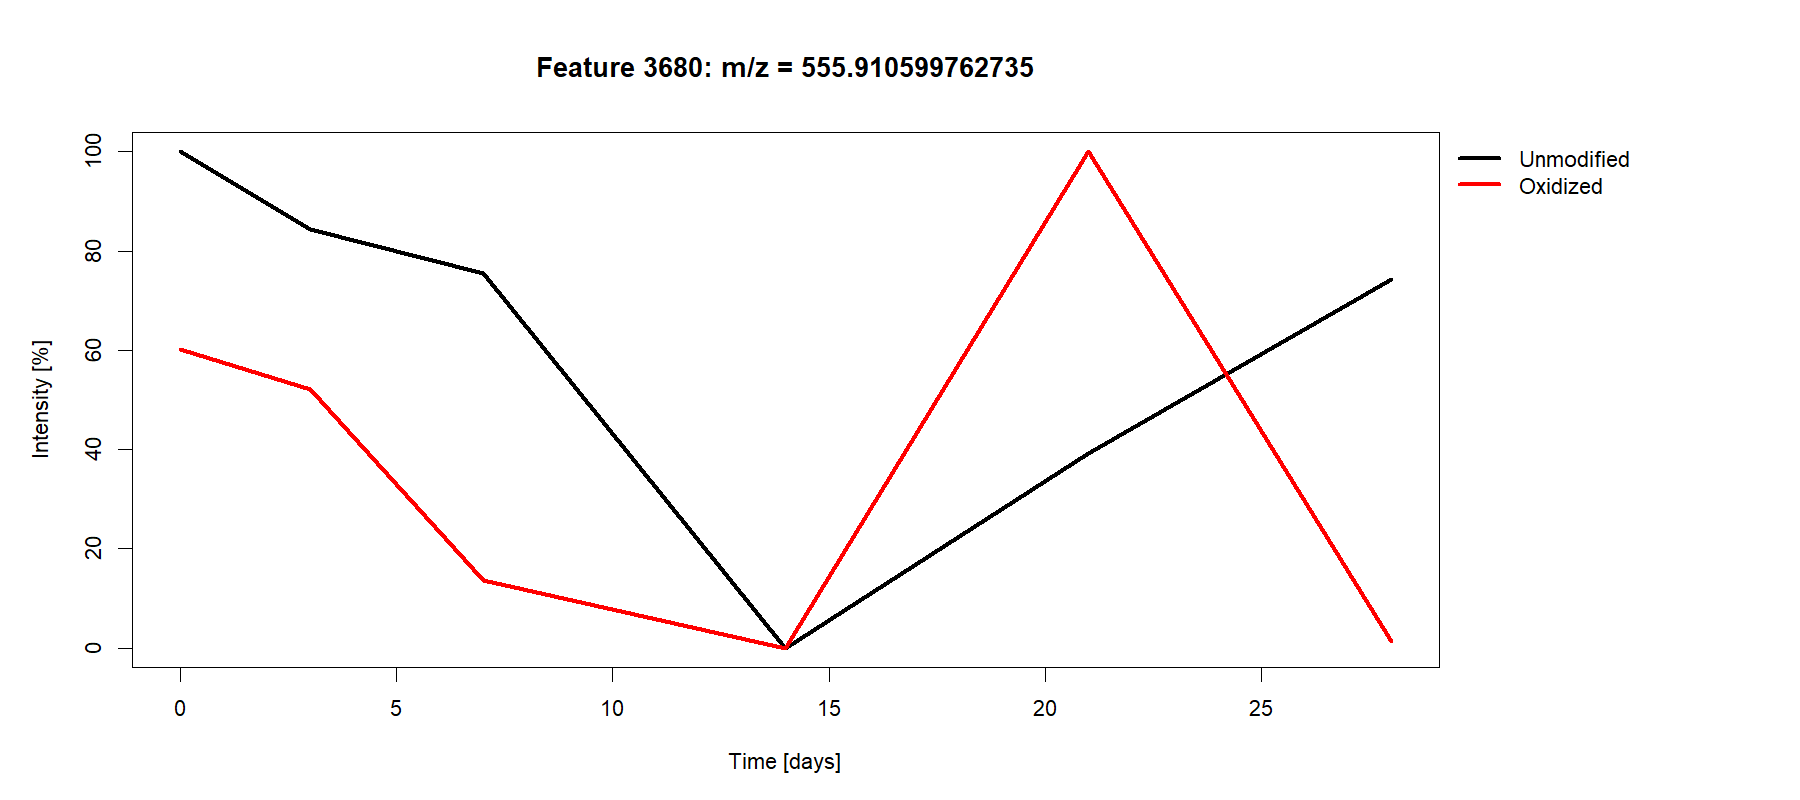 Feature 3680: m/z = 555.910599762735
Unmodified
Oxidized
Intensity [%]
100
80
60
40
20
0
0 5 10 15 20 25
Time [days]